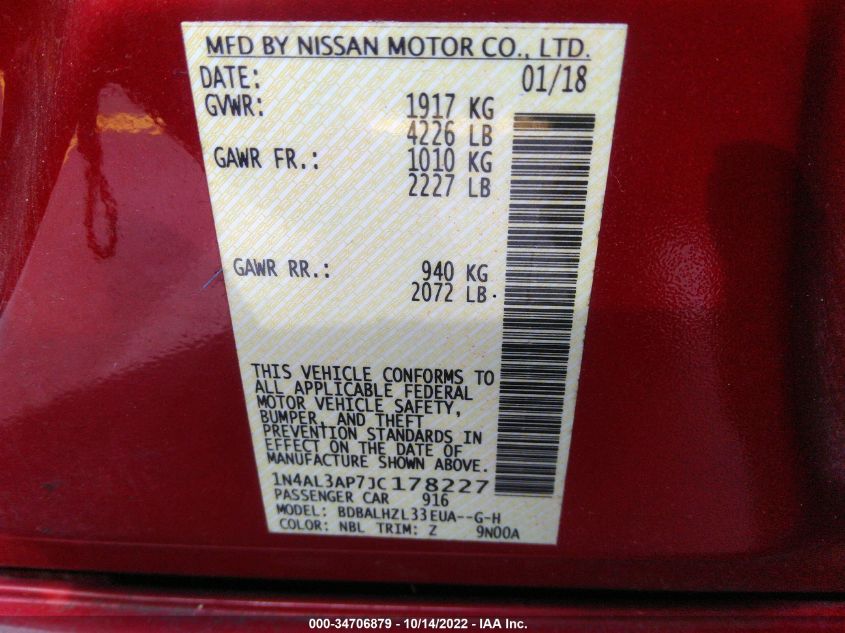 MFD BY NISSAN MOTOR CO., LTD.
DATE: 01/18
GVWR: 1917 KG
4226 LB
GAWR FR.: 1010 KG
2227 LB
GAWR RR.: 940 KG
2072 LB
THIS VEHICLE CONFORMS TO
ALL APPLICABLE FEDERAL
MOTOR VEHICLE SAFETY,
BUMPER, AND THEFT
PREVENTION STANDARDS IN
EFFECT ON THE DATE OF
MANUFACTURE SHOWN ABOVE.
1N4AL3AP7JC178227
PASSENGER CAR 916
MODEL: BDBALHZL33EUA--G-H
COLOR: NBL TRIM: Z 9N00A
000-34706879 - 10/14/2022 - IAA Inc.